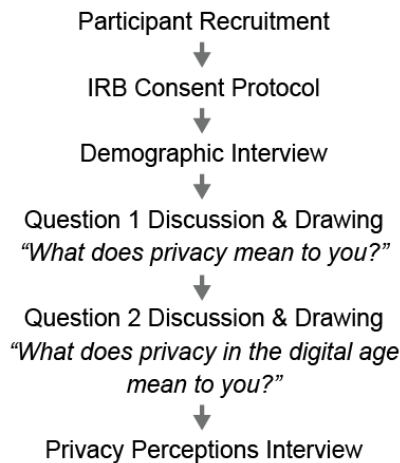 Participant Recruitment
IRB Consent Protocol
Demographic Interview
Question 1 Discussion & Drawing
“What does privacy mean to you?”
Question 2 Discussion & Drawing
“What does privacy in the digital age
mean to you?”
Privacy Perceptions Interview